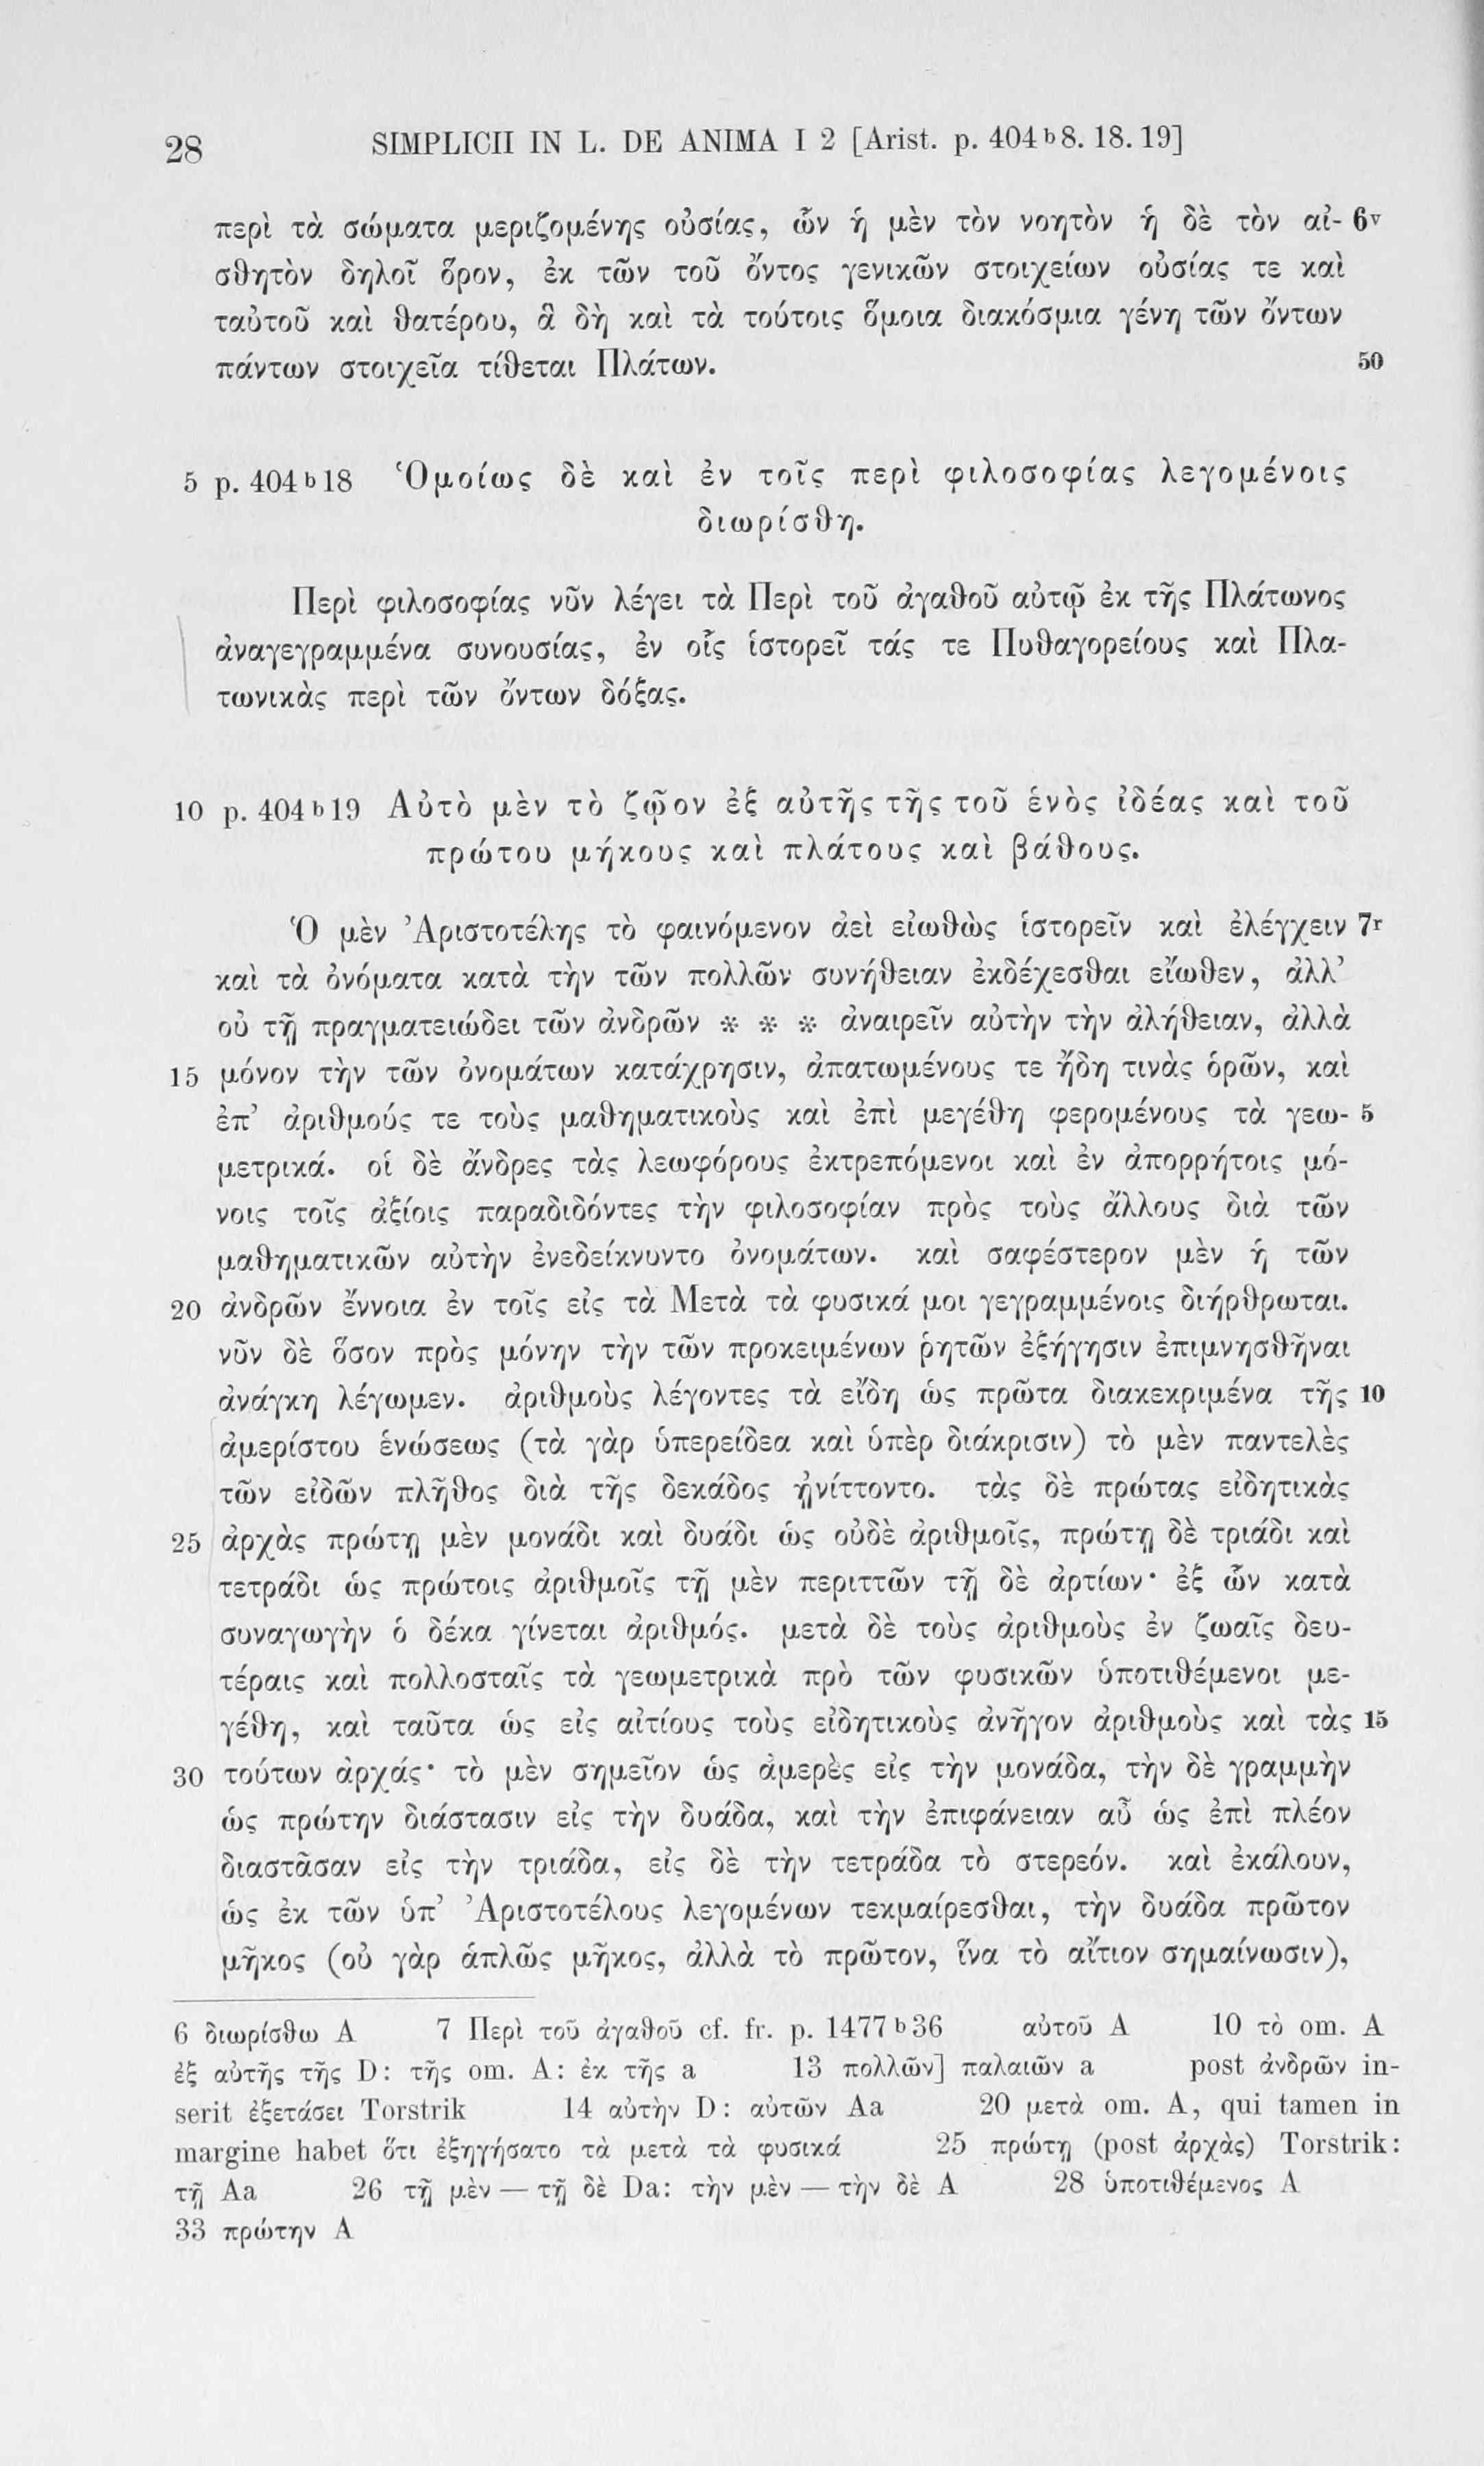 28 SIMPLICII IN L. DE ANIMA I 2 [Arist. p. 404b8. 18. 19]
περὶ τὰ σώματα μεριζομένης οὐσίας, ὧν ἡ μὲν τὸν νοητὸν ἡ δὲ τὸν αἰ- 6v
σθητὸν δηλοῖ ὅρον, ἐκ τῶν τοῦ ὄντος γενικῶν στοιχείων οὐσίας τε καὶ
ταὐτοῦ καὶ θατέρου, ἃ δὴ καὶ τὰ τούτοις ὅμοια διακόσμια γένη τῶν ὄντων
πάντων στοιχεῖα τίθεται Πλάτων. 50
5 p. 404b18 Ὁμοίως δὲ καὶ ἐν τοῖς περὶ φιλοσοφίας λεγομένοις
διωρίσθη.
Περὶ φιλοσοφίας νῦν λέγει τὰ Περὶ τοῦ ἀγαθοῦ αὐτῷ ἐκ τῆς Πλάτωνος
ἀναγεγραμμένα συνουσίας, ἐν οἷς ἱστορεῖ τάς τε Πυθαγορείους καὶ Πλα-
τωνικὰς περὶ τῶν ὄντων δόξας.
10 p. 404b19 Αὐτὸ μὲν τὸ ζῷον ἐξ αὐτῆς τῆς τοῦ ἑνὸς ἰδέας καὶ τοῦ
πρώτου μήκους καὶ πλάτους καὶ βάθους.
Ὁ μὲν Ἀριστοτέλης τὸ φαινόμενον ἀεὶ εἰωθὼς ἱστορεῖν καὶ ἐλέγχειν 7r
καὶ τὰ ὀνόματα κατὰ τὴν τῶν πολλῶν συνήθειαν ἐκδέχεσθαι εἴωθεν, ἀλλ’
οὐ τῇ πραγματειώδει τῶν ἀνδρῶν * * * ἀναιρεῖν αὐτὴν τὴν ἀλήθειαν, ἀλλὰ
15 μόνον τὴν τῶν ὀνομάτων κατάχρησιν, ἀπατωμένους τε ἤδη τινὰς ὁρῶν, καὶ
ἐπ’ ἀριθμούς τε τοὺς μαθηματικοὺς καὶ ἐπὶ μεγέθη φερομένους τὰ γεω- 5
μετρικά. οἱ δὲ ἄνδρες τὰς λεωφόρους ἐκτρεπόμενοι καὶ ἐν ἀπορρήτοις μό-
νοις τοῖς ἀξίοις παραδιδόντες τὴν φιλοσοφίαν πρὸς τοὺς ἄλλους διὰ τῶν
μαθηματικῶν αὐτὴν ἐνεδείκνυντο ὀνομάτων. καὶ σαφέστερον μὲν ἡ τῶν
20 ἀνδρῶν ἔννοια ἐν τοῖς εἰς τὰ Μετὰ τὰ φυσικά μοι γεγραμμένοις διήρθρωται.
νῦν δὲ ὅσον πρὸς μόνην τὴν τῶν προκειμένων ῥητῶν ἐξήγησιν ἐπιμνησθῆναι
ἀνάγκη λέγωμεν. ἀριθμοὺς λέγοντες τὰ εἴδη ὡς πρῶτα διακεκριμένα τῆς 10
ἀμερίστου ἑνώσεως (τὰ γὰρ ὑπερείδεα καὶ ὑπὲρ διάκρισιν) τὸ μὲν παντελὲς
τῶν εἰδῶν πλῆθος διὰ τῆς δεκάδος ᾐνίττοντο. τὰς δὲ πρώτας εἰδητικὰς
25 ἀρχὰς πρώτῃ μὲν μονάδι καὶ δυάδι ὡς οὐδὲ ἀριθμοῖς, πρώτῃ δὲ τριάδι καὶ
τετράδι ὡς πρώτοις ἀριθμοῖς τῇ μὲν περιττῶν τῇ δὲ ἀρτίων· ἐξ ὧν κατὰ
συναγωγὴν ὁ δέκα γίνεται ἀριθμός. μετὰ δὲ τοὺς ἀριθμοὺς ἐν ζωαῖς δευ-
τέραις καὶ πολλοσταῖς τὰ γεωμετρικὰ πρὸ τῶν φυσικῶν ὑποτιθέμενοι με-
γέθη, καὶ ταῦτα ὡς εἰς αἰτίους τοὺς εἰδητικοὺς ἀνῆγον ἀριθμοὺς καὶ τὰς 15
30 τούτων ἀρχάς· τὸ μὲν σημεῖον ὡς ἀμερὲς εἰς τὴν μονάδα, τὴν δὲ γραμμὴν
ὡς πρώτην διάστασιν εἰς τὴν δυάδα, καὶ τὴν ἐπιφάνειαν αὖ ὡς ἐπὶ πλέον
διαστᾶσαν εἰς τὴν τριάδα, εἰς δὲ τὴν τετράδα τὸ στερεόν. καὶ ἐκάλουν,
ὡς ἐκ τῶν ὑπ’ Ἀριστοτέλους λεγομένων τεκμαίρεσθαι, τὴν δυάδα πρῶτον
μῆκος (οὐ γὰρ ἁπλῶς μῆκος, ἀλλὰ τὸ πρῶτον, ἵνα τὸ αἴτιον σημαίνωσιν),
6 διωρίσθω A 7 Περὶ τοῦ ἀγαθοῦ cf. fr. p. 1477b36 αὐτοῦ A 10 τὸ om. A
ἐξ αὐτῆς τῆς D: τῆς om. A: ἐκ τῆς a 13 πολλῶν] παλαιῶν a post ἀνδρῶν in-
serit ἐξετάσει Torstrik 14 αὐτὴν D: αὐτῶν Aa 20 μετὰ om. A, qui tamen in
margine habet ὅτι ἐξηγήσατο τὰ μετὰ τὰ φυσικά 25 πρώτῃ (post ἀρχὰς) Torstrik:
τῇ Aa 26 τῇ μὲν — τῇ δὲ Da: τὴν μὲν — τὴν δὲ A 28 ὑποτιθέμενος A
33 πρώτην A